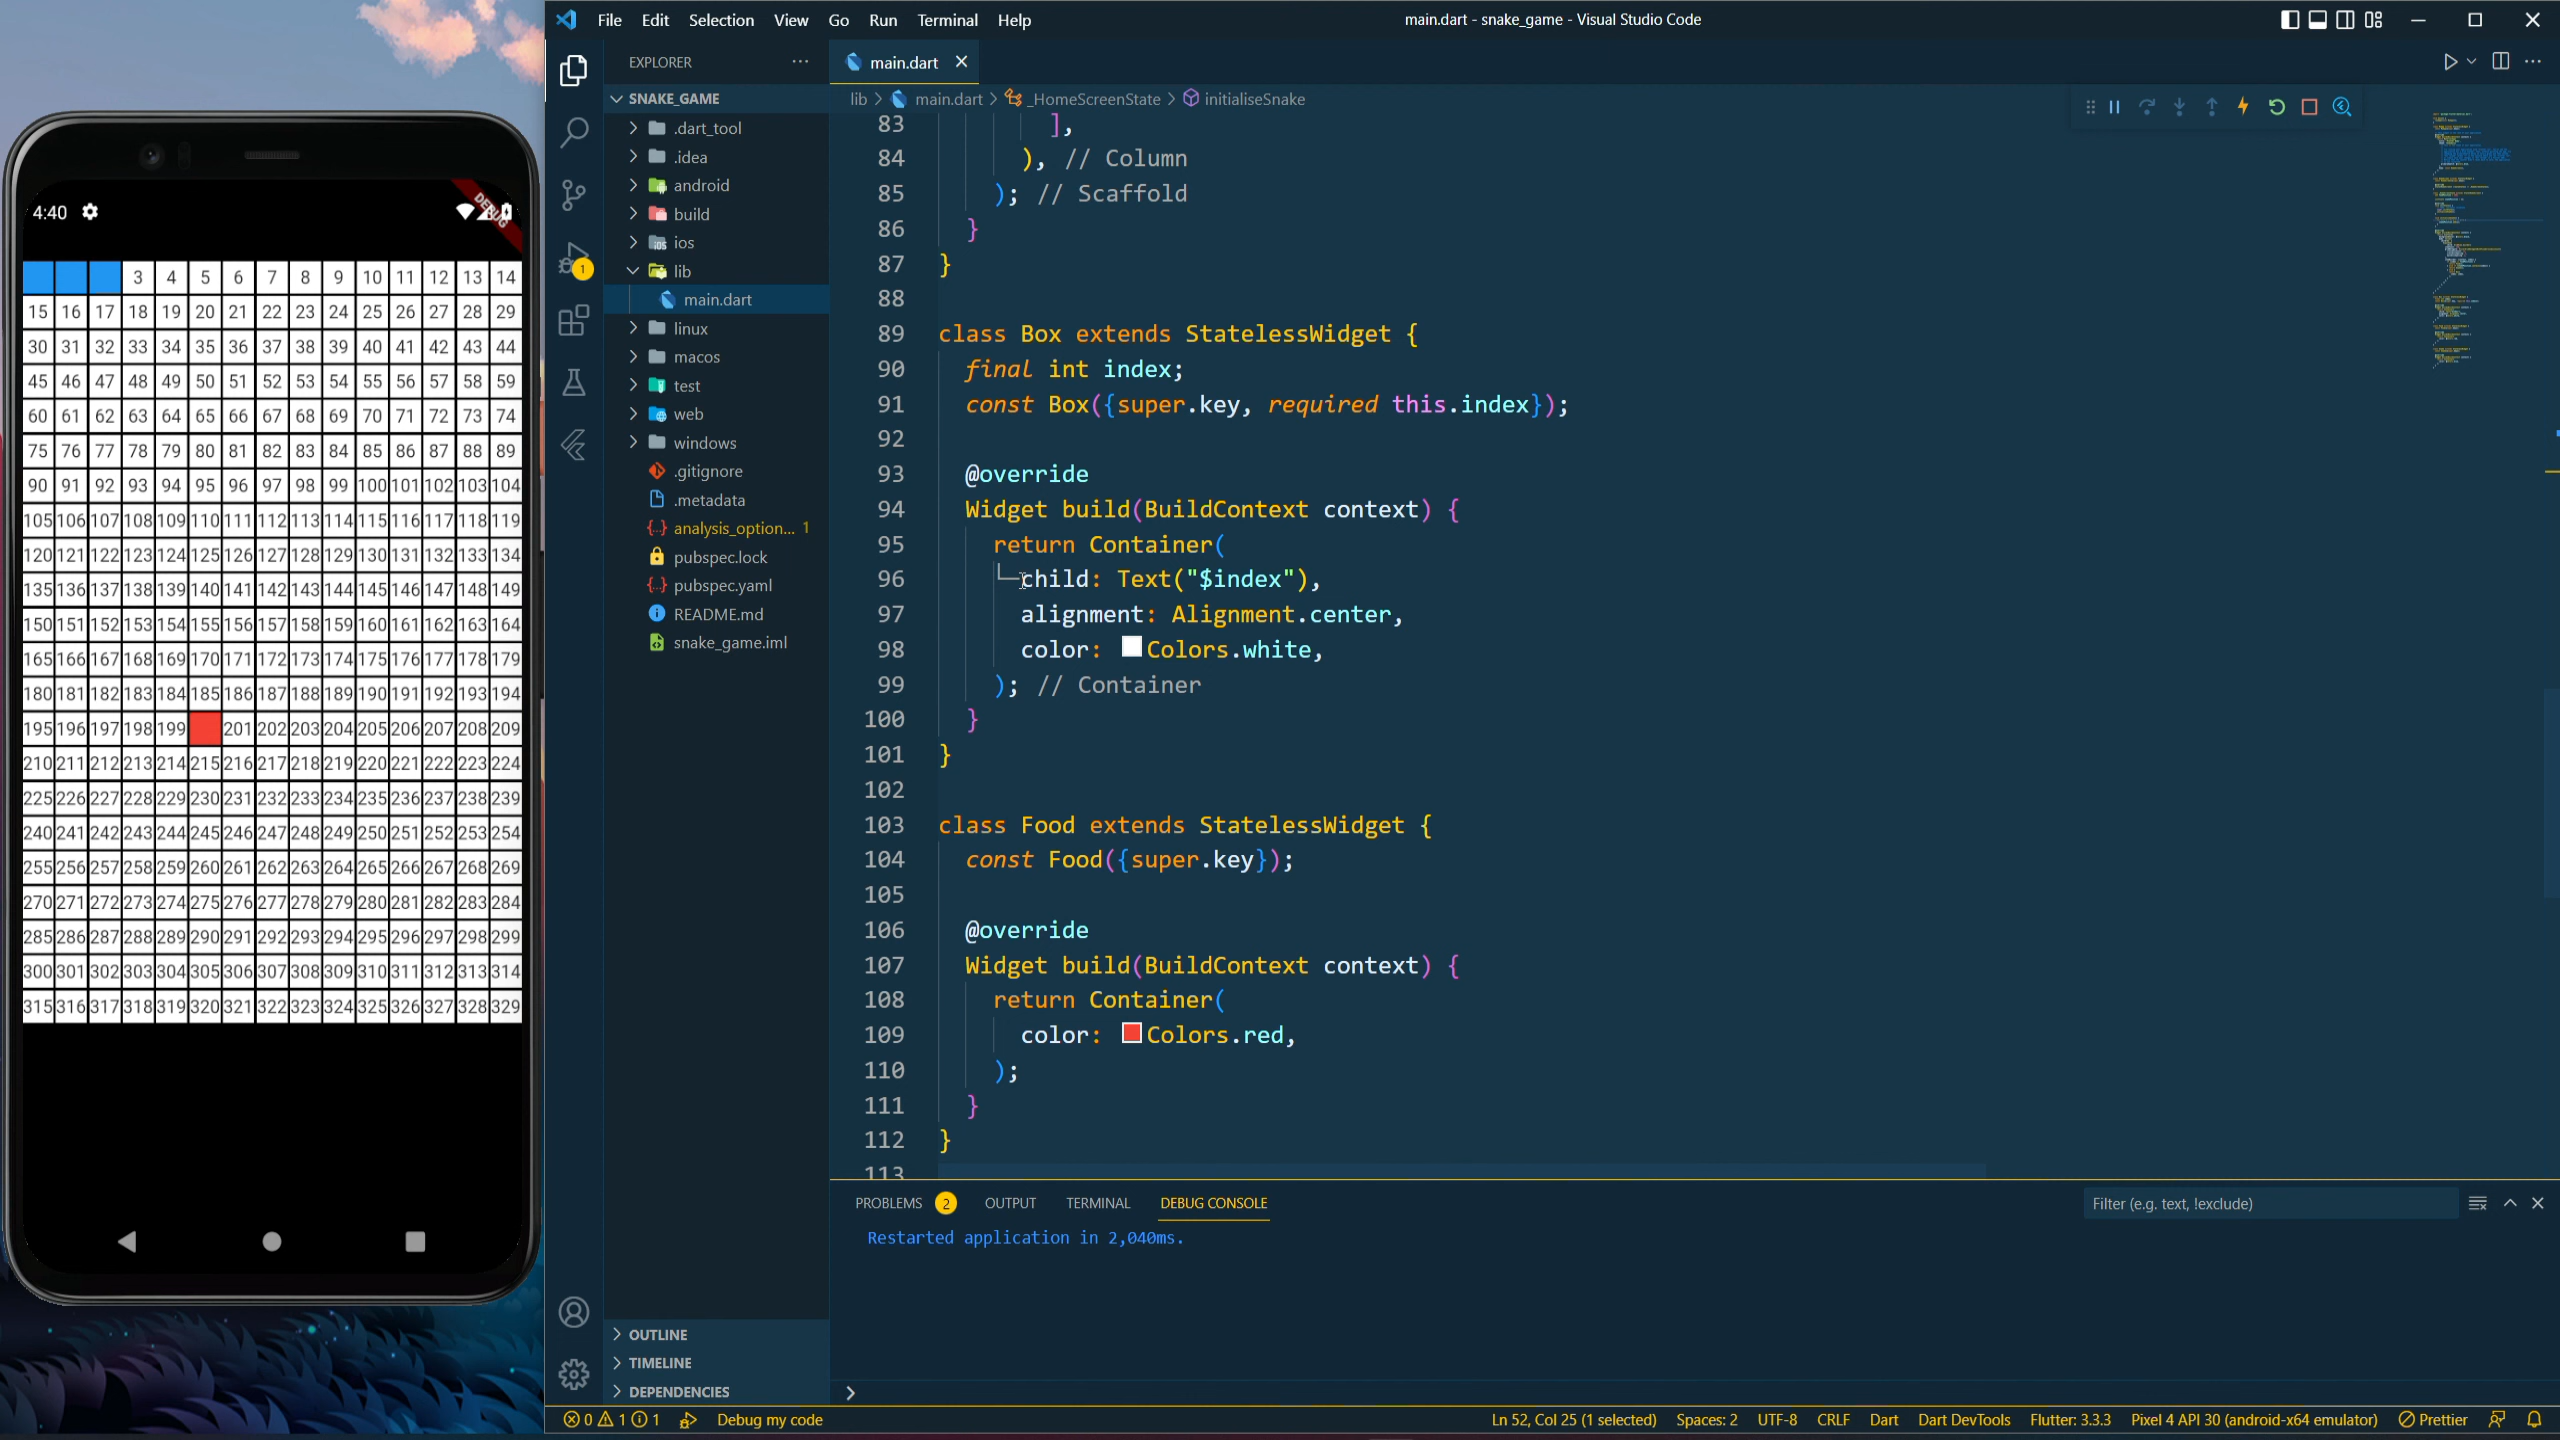 File Edit Selection View Go Run Terminal Help
main.dart - snake_game - Visual Studio Code
EXPLORER
main.dart
SNAKE_GAME
.dart_tool
.idea
android
build
ios
lib
main.dart
linux
macos
test
web
windows
.gitignore
.metadata
analysis_option... 1
pubspec.lock
pubspec.yaml
README.md
snake_game.iml
OUTLINE
TIMELINE
DEPENDENCIES
1
lib > main.dart > _HomeScreenState > initialiseSnake
83 ],
84 ), // Column
85 ); // Scaffold
86 }
87 }
88
89 class Box extends StatelessWidget {
90 final int index;
91 const Box({super.key, required this.index});
92
93 @override
94 Widget build(BuildContext context) {
95 return Container(
96 child: Text("$index"),
97 alignment: Alignment.center,
98 color: Colors.white,
99 ); // Container
100 }
101 }
102
103 class Food extends StatelessWidget {
104 const Food({super.key});
105
106 @override
107 Widget build(BuildContext context) {
108 return Container(
109 color: Colors.red,
110 );
111 }
112 }
113
PROBLEMS 2 OUTPUT TERMINAL DEBUG CONSOLE
Filter (e.g. text, !exclude)
Restarted application in 2,040ms.
0 1 1 Debug my code
Ln 52, Col 25 (1 selected) Spaces: 2 UTF-8 CRLF Dart Dart DevTools Flutter: 3.3.3 Pixel 4 API 30 (android-x64 emulator) Prettier
4:40
DEBUG
3 4 5 6 7 8 9 10 11 12 13 14
15 16 17 18 19 20 21 22 23 24 25 26 27 28 29
30 31 32 33 34 35 36 37 38 39 40 41 42 43 44
45 46 47 48 49 50 51 52 53 54 55 56 57 58 59
60 61 62 63 64 65 66 67 68 69 70 71 72 73 74
75 76 77 78 79 80 81 82 83 84 85 86 87 88 89
90 91 92 93 94 95 96 97 98 99 100 101 102 103 104
105 106 107 108 109 110 111 112 113 114 115 116 117 118 119
120 121 122 123 124 125 126 127 128 129 130 131 132 133 134
135 136 137 138 139 140 141 142 143 144 145 146 147 148 149
150 151 152 153 154 155 156 157 158 159 160 161 162 163 164
165 166 167 168 169 170 171 172 173 174 175 176 177 178 179
180 181 182 183 184 185 186 187 188 189 190 191 192 193 194
195 196 197 198 199 201 202 203 204 205 206 207 208 209
210 211 212 213 214 215 216 217 218 219 220 221 222 223 224
225 226 227 228 229 230 231 232 233 234 235 236 237 238 239
240 241 242 243 244 245 246 247 248 249 250 251 252 253 254
255 256 257 258 259 260 261 262 263 264 265 266 267 268 269
270 271 272 273 274 275 276 277 278 279 280 281 282 283 284
285 286 287 288 289 290 291 292 293 294 295 296 297 298 299
300 301 302 303 304 305 306 307 308 309 310 311 312 313 314
315 316 317 318 319 320 321 322 323 324 325 326 327 328 329